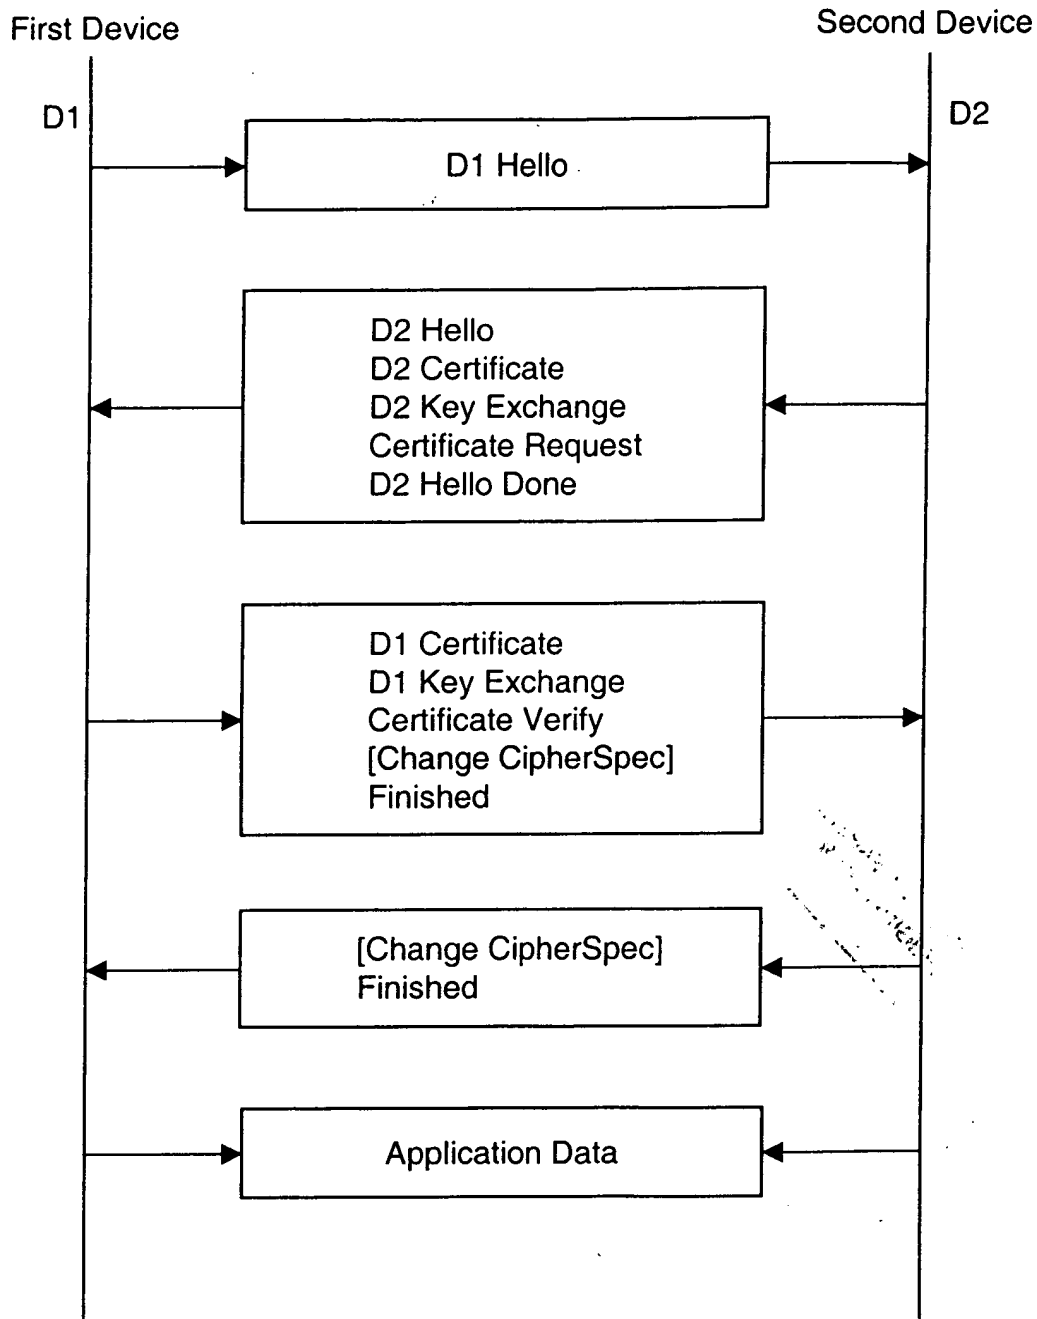 First Device
Second Device
D1
D2
D1 Hello
D2 Hello
D2 Certificate
D2 Key Exchange
Certificate Request
D2 Hello Done
D1 Certificate
D1 Key Exchange
Certificate Verify
[Change CipherSpec]
Finished
[Change CipherSpec]
Finished
Application Data